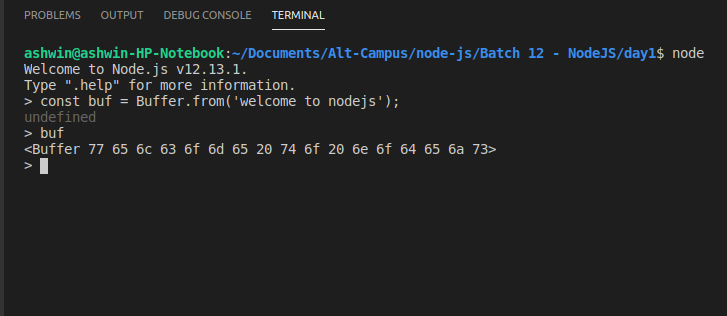 PROBLEMS OUTPUT DEBUG CONSOLE TERMINAL
ashwin@ashwin-HP-Notebook:~/Documents/Alt-Campus/node-js/Batch 12 - NodeJS/day1$ node
Welcome to Node.js v12.13.1.
Type ".help" for more information.
> const buf = Buffer.from('welcome to nodejs');
undefined
> buf
<Buffer 77 65 6c 63 6f 6d 65 20 74 6f 20 6e 6f 64 65 6a 73>
>